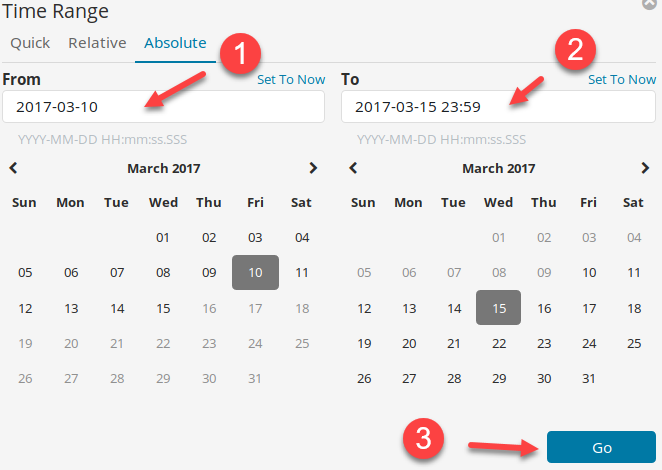 Time Range
Quick Relative Absolute
1
2
From Set To Now
To Set To Now
2017-03-10
2017-03-15 23:59
YYYY-MM-DD HH:mm:ss.SSS
YYYY-MM-DD HH:mm:ss.SSS
March 2017
Sun Mon Tue Wed Thu Fri Sat
01 02 03 04
05 06 07 08 09 10 11
12 13 14 15 16 17 18
19 20 21 22 23 24 25
26 27 28 29 30 31
March 2017
Sun Mon Tue Wed Thu Fri Sat
01 02 03 04
05 06 07 08 09 10 11
12 13 14 15 16 17 18
19 20 21 22 23 24 25
26 27 28 29 30 31
3
Go